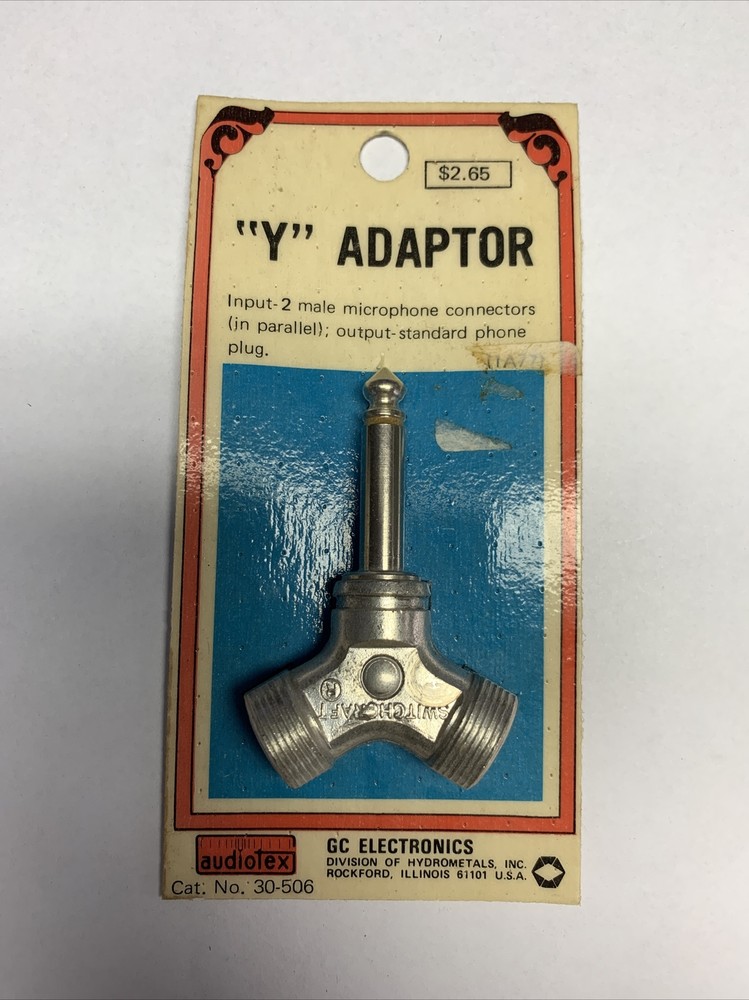 $2.65
"Y" ADAPTOR
Input-2 male microphone connectors
(in parallel); output-standard phone
plug.
SWITCHCRAFT
®
audiotex
Cat. No. 30-506
GC ELECTRONICS
DIVISION OF HYDROMETALS, INC.
ROCKFORD, ILLINOIS 61101 U.S.A.